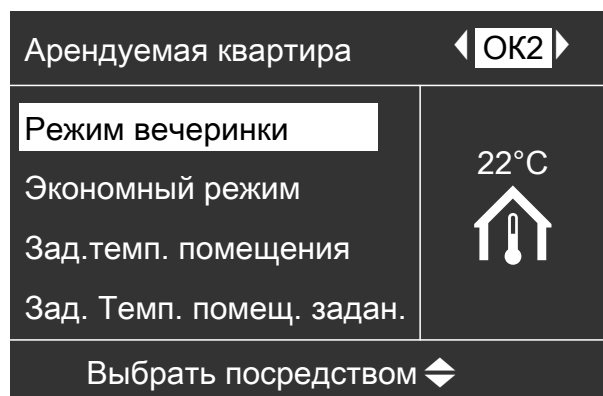 Арендуемая квартира
ОК2
Режим вечеринки
Экономный режим
22°C
Зад.темп. помещения
Зад. Темп. помещ. задан.
Выбрать посредством